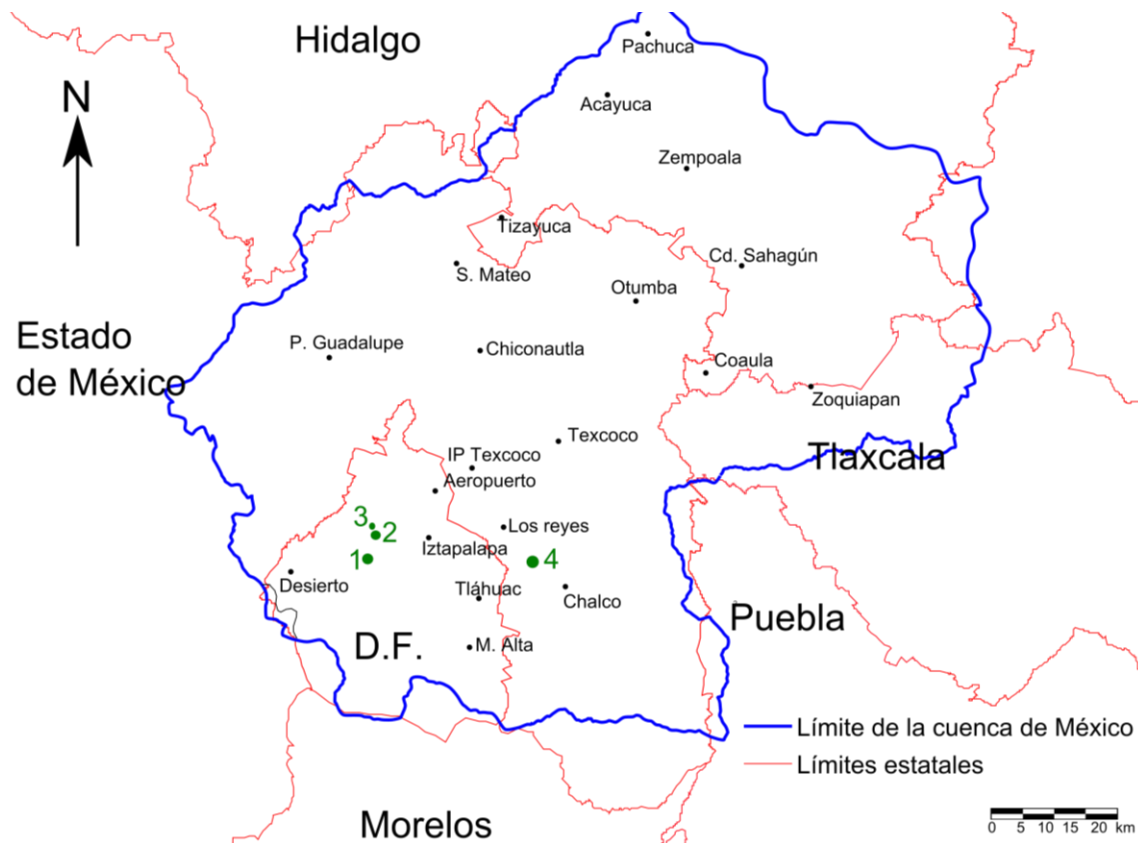 Hidalgo
Pachuca
N
Acayuca
Zempoala
Tizayuca
Cd. Sahagún
S. Mateo
Otumba
Estado
de México
P. Guadalupe
Chiconautla
Coaula
Zoquiapan
Texcoco
IP Texcoco
Tlaxcala
Aeropuerto
3
2
Los reyes
Iztapalapa
1
4
Desierto
Tláhuac
Chalco
Puebla
D.F.
M. Alta
Límite de la cuenca de México
Límites estatales
Morelos
0 5 10 15 20 km